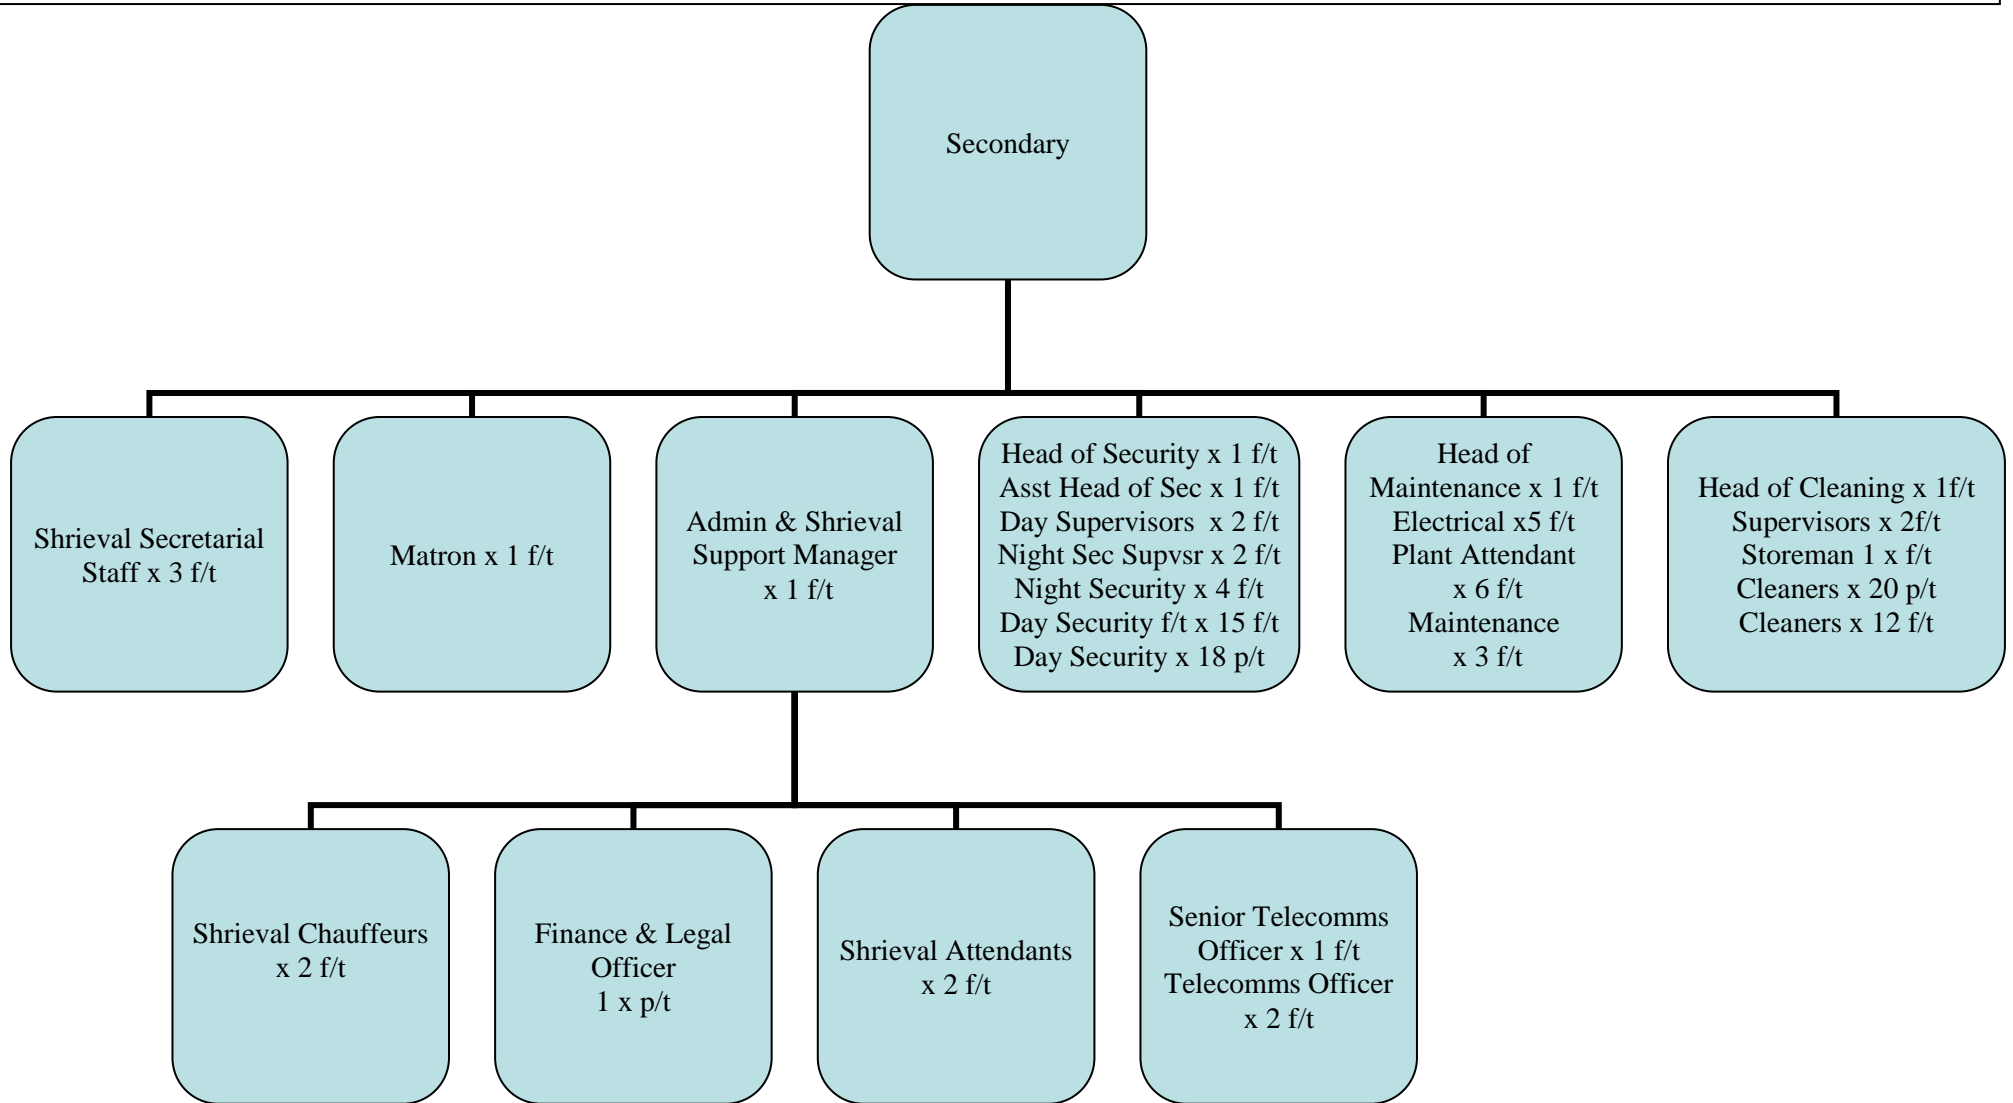 Secondary
Shrieval Secretarial
Staff x 3 f/t
Matron x 1 f/t
Admin & Shrieval
Support Manager
x 1 f/t
Head of Security x 1 f/t
Asst Head of Sec x 1 f/t
Day Supervisors  x 2 f/t
Night Sec Supvsr x 2 f/t
Night Security x 4 f/t
Day Security f/t x 15 f/t
Day Security x 18 p/t
Head of
Maintenance x 1 f/t
Electrical x5 f/t
Plant Attendant
x 6 f/t
Maintenance
x 3 f/t
Head of Cleaning x 1f/t
Supervisors x 2f/t
Storeman 1 x f/t
Cleaners x 20 p/t
Cleaners x 12 f/t
Shrieval Chauffeurs
x 2 f/t
Finance & Legal
Officer
1 x p/t
Shrieval Attendants
x 2 f/t
Senior Telecomms
Officer x 1 f/t
Telecomms Officer
x 2 f/t